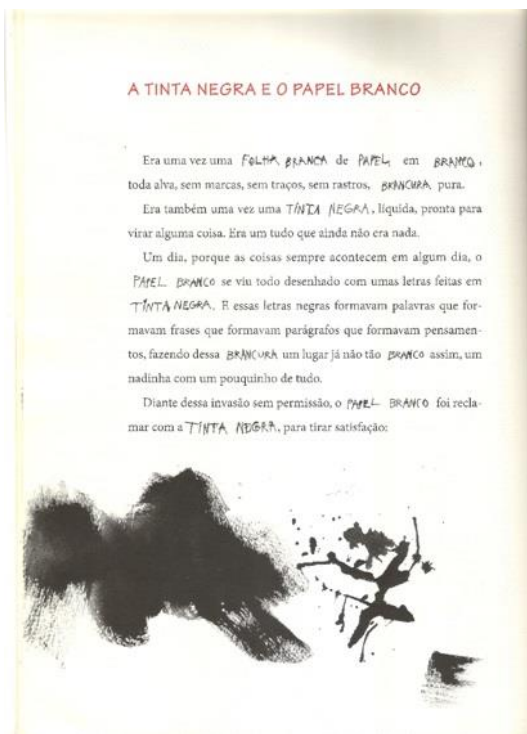 A TINTA NEGRA E O PAPEL BRANCO
Era uma vez uma FOLHA BRANCA de PAPEL em BRANCO,
toda alva, sem marcas, sem traços, sem rastros, BRANCURA pura.
Era também uma vez uma TINTA NEGRA, líquida, pronta para
virar alguma coisa. Era um tudo que ainda não era nada.
Um dia, porque as coisas sempre acontecem em algum dia, o
PAPEL BRANCO se viu todo desenhado com umas letras feitas em
TINTA NEGRA. E essas letras negras formavam palavras que for-
mavam frases que formavam parágrafos que formavam pensamen-
tos, fazendo dessa BRANCURA um lugar já não tão BRANCO assim, um
nadinha com um pouquinho de tudo.
Diante dessa invasão sem permissão, o PAPEL BRANCO foi recla-
mar com a TINTA NEGRA, para tirar satisfação: